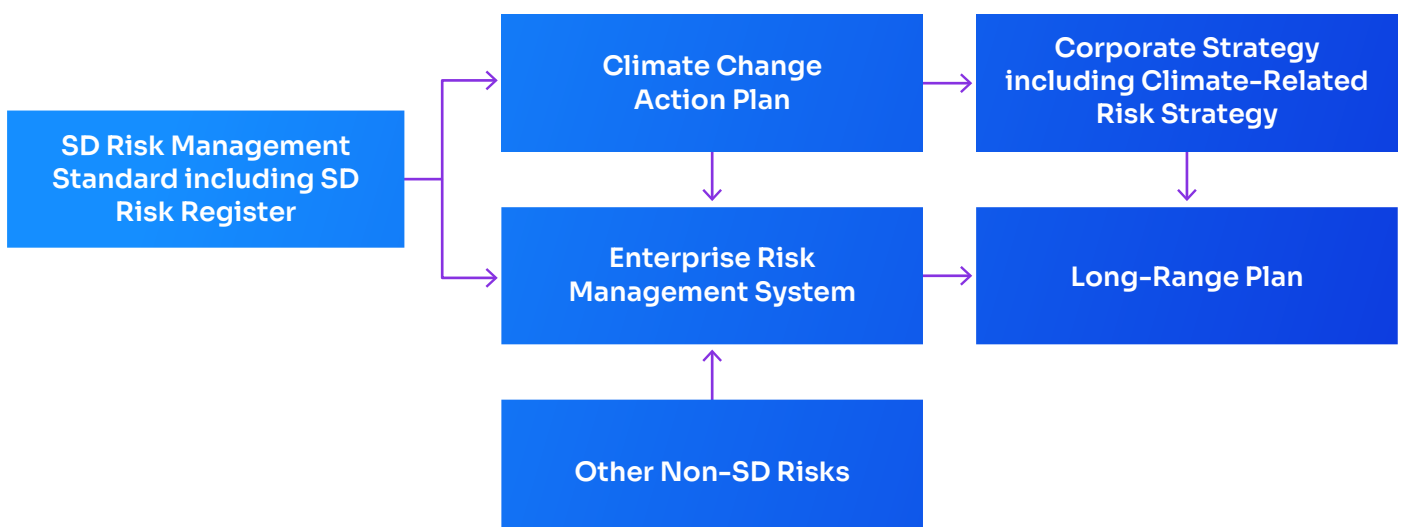 SD Risk Management
Standard including SD
Risk Register
Climate Change
Action Plan
Corporate Strategy
including Climate-Related
Risk Strategy
Enterprise Risk
Management System
Long-Range Plan
Other Non-SD Risks